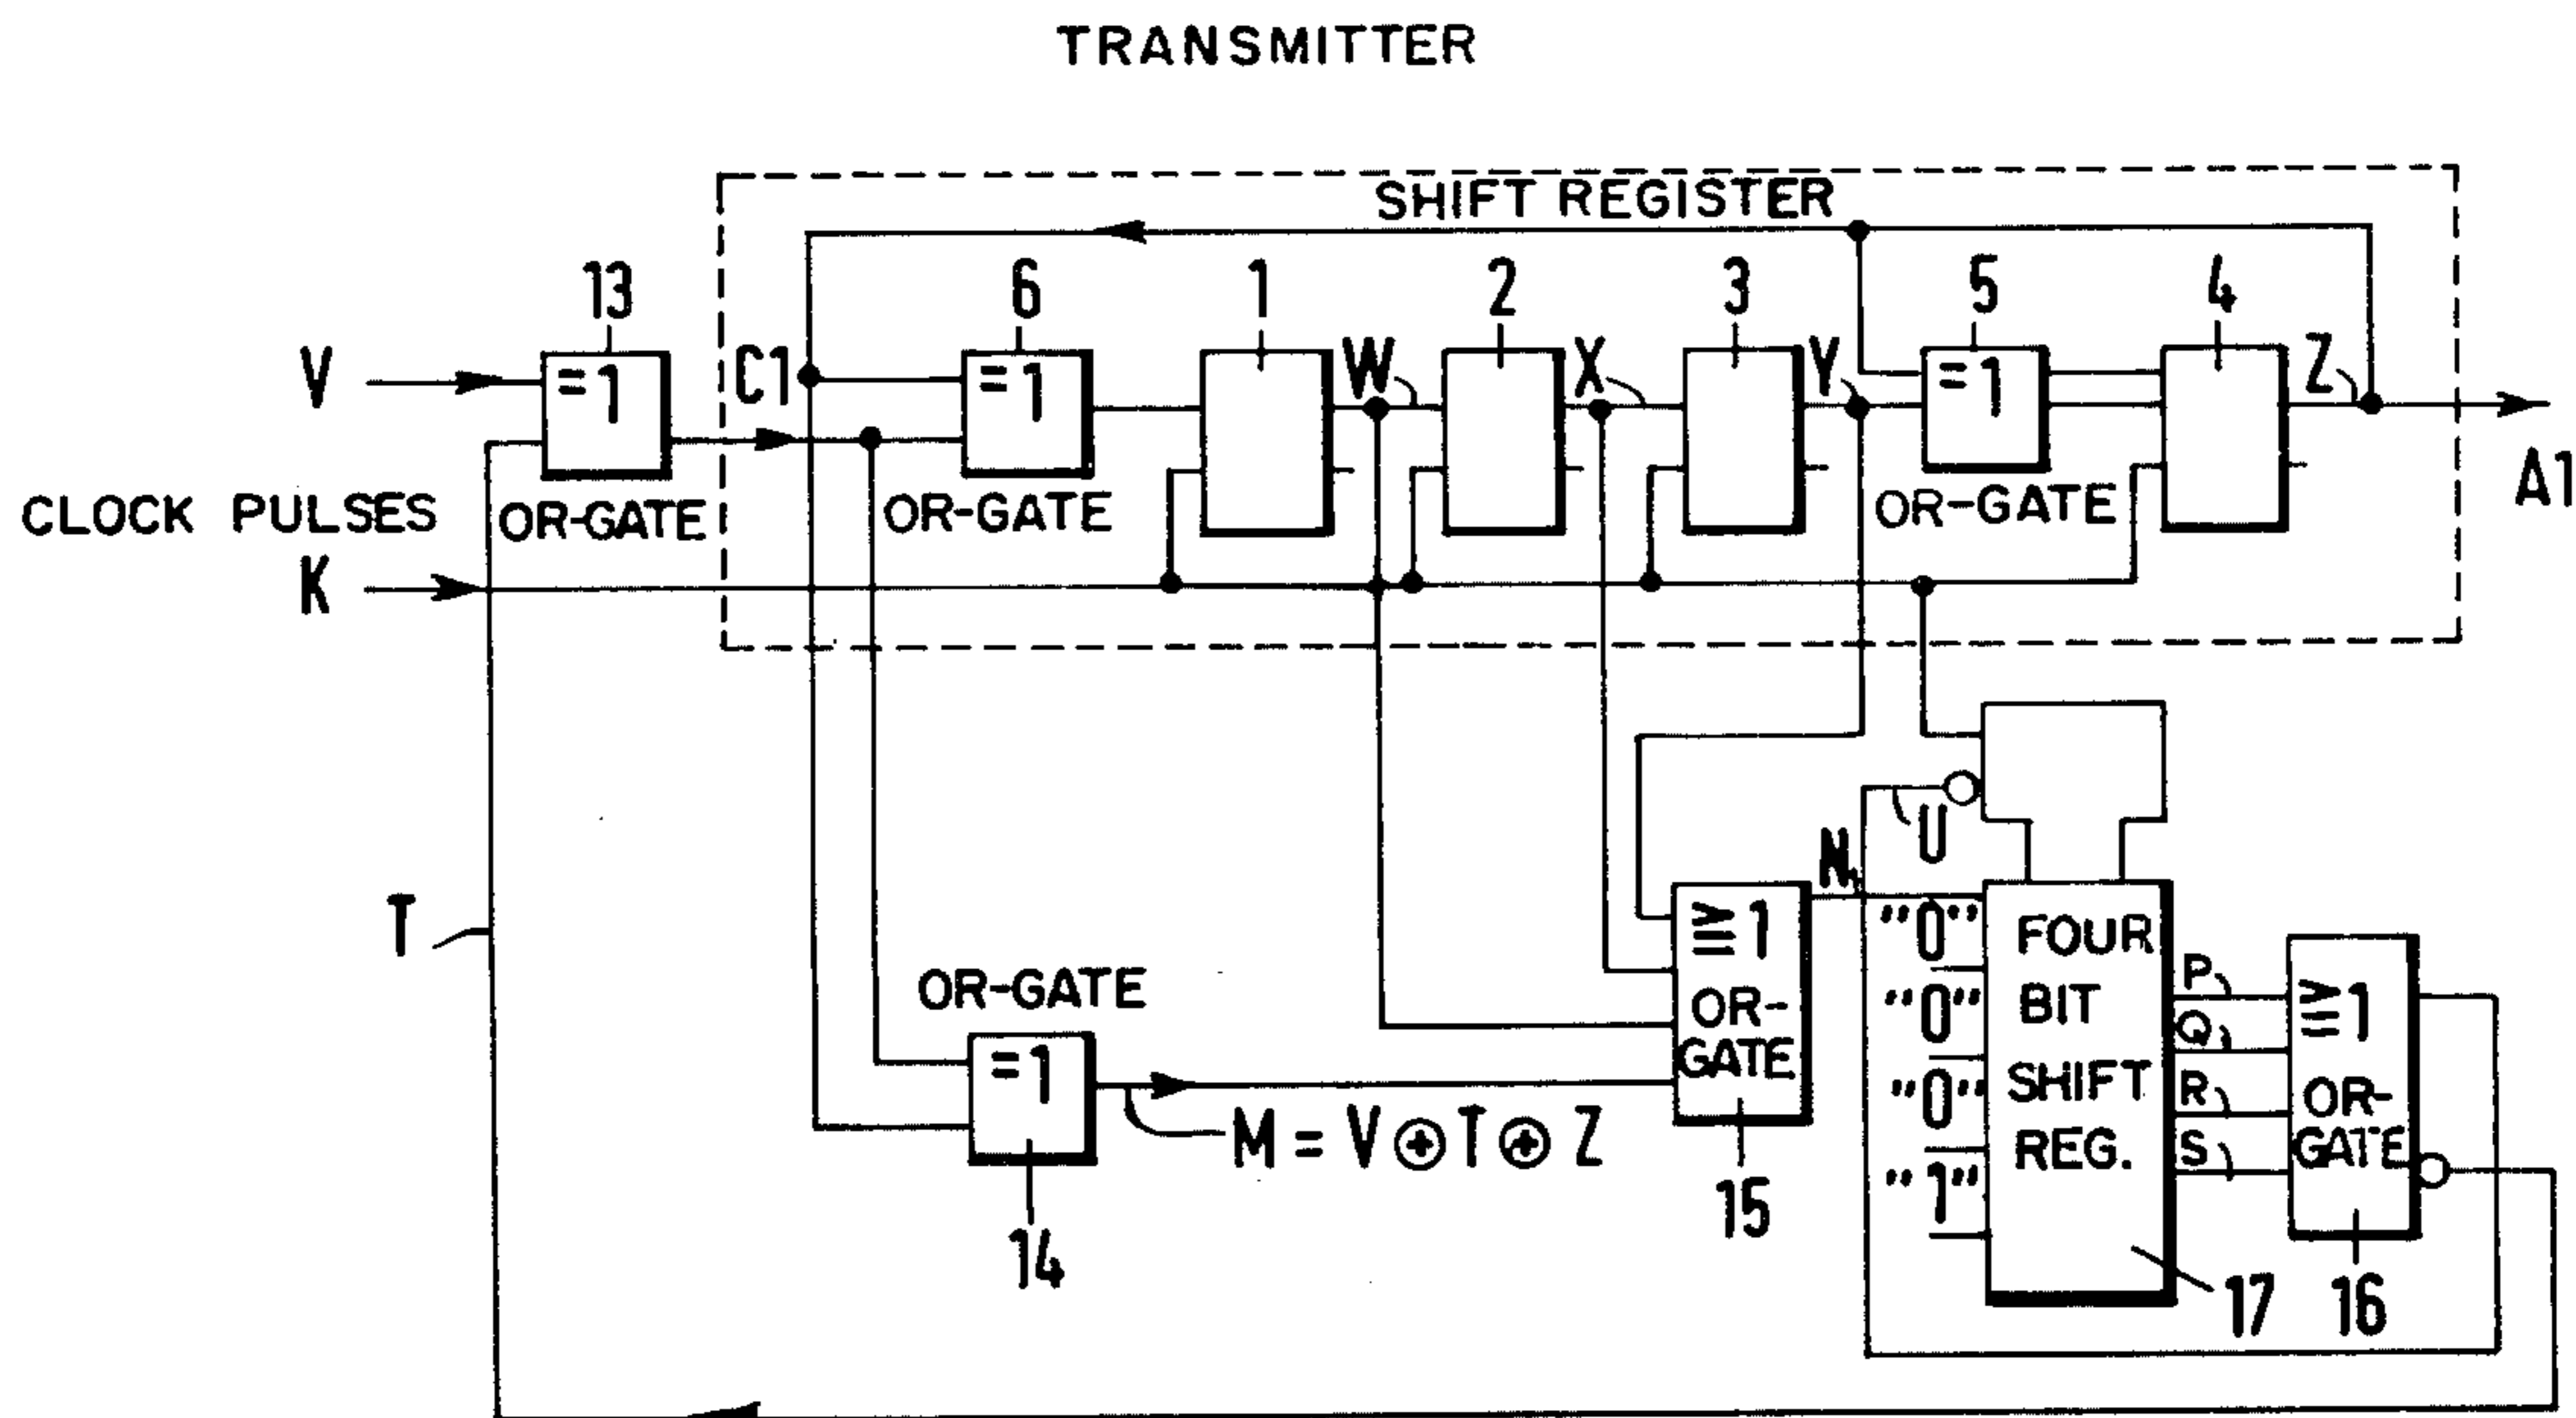 TRANSMITTER
SHIFT REGISTER
13
6
1
2
3
5
4
V
=1
C1
=1
W
X
Y
=1
Z
A1
CLOCK PULSES
OR-GATE
OR-GATE
OR-GATE
K
U
N
T
≥1
OR-
GATE
"0"
"0"
"0"
"1"
FOUR
BIT
SHIFT
REG.
P
Q
R
S
≥1
OR-
GATE
OR-GATE
=1
M = V ⊕ T ⊕ Z
14
15
17
16